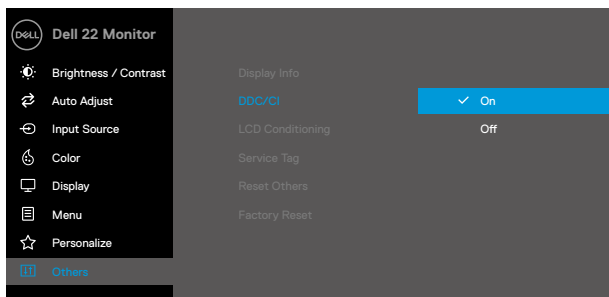 DELL Dell 22 Monitor
Brightness / Contrast
Auto Adjust
Input Source
Color
Display
Menu
Personalize
Others
Display Info
DDC/CI
LCD Conditioning
Service Tag
Reset Others
Factory Reset
On
Off